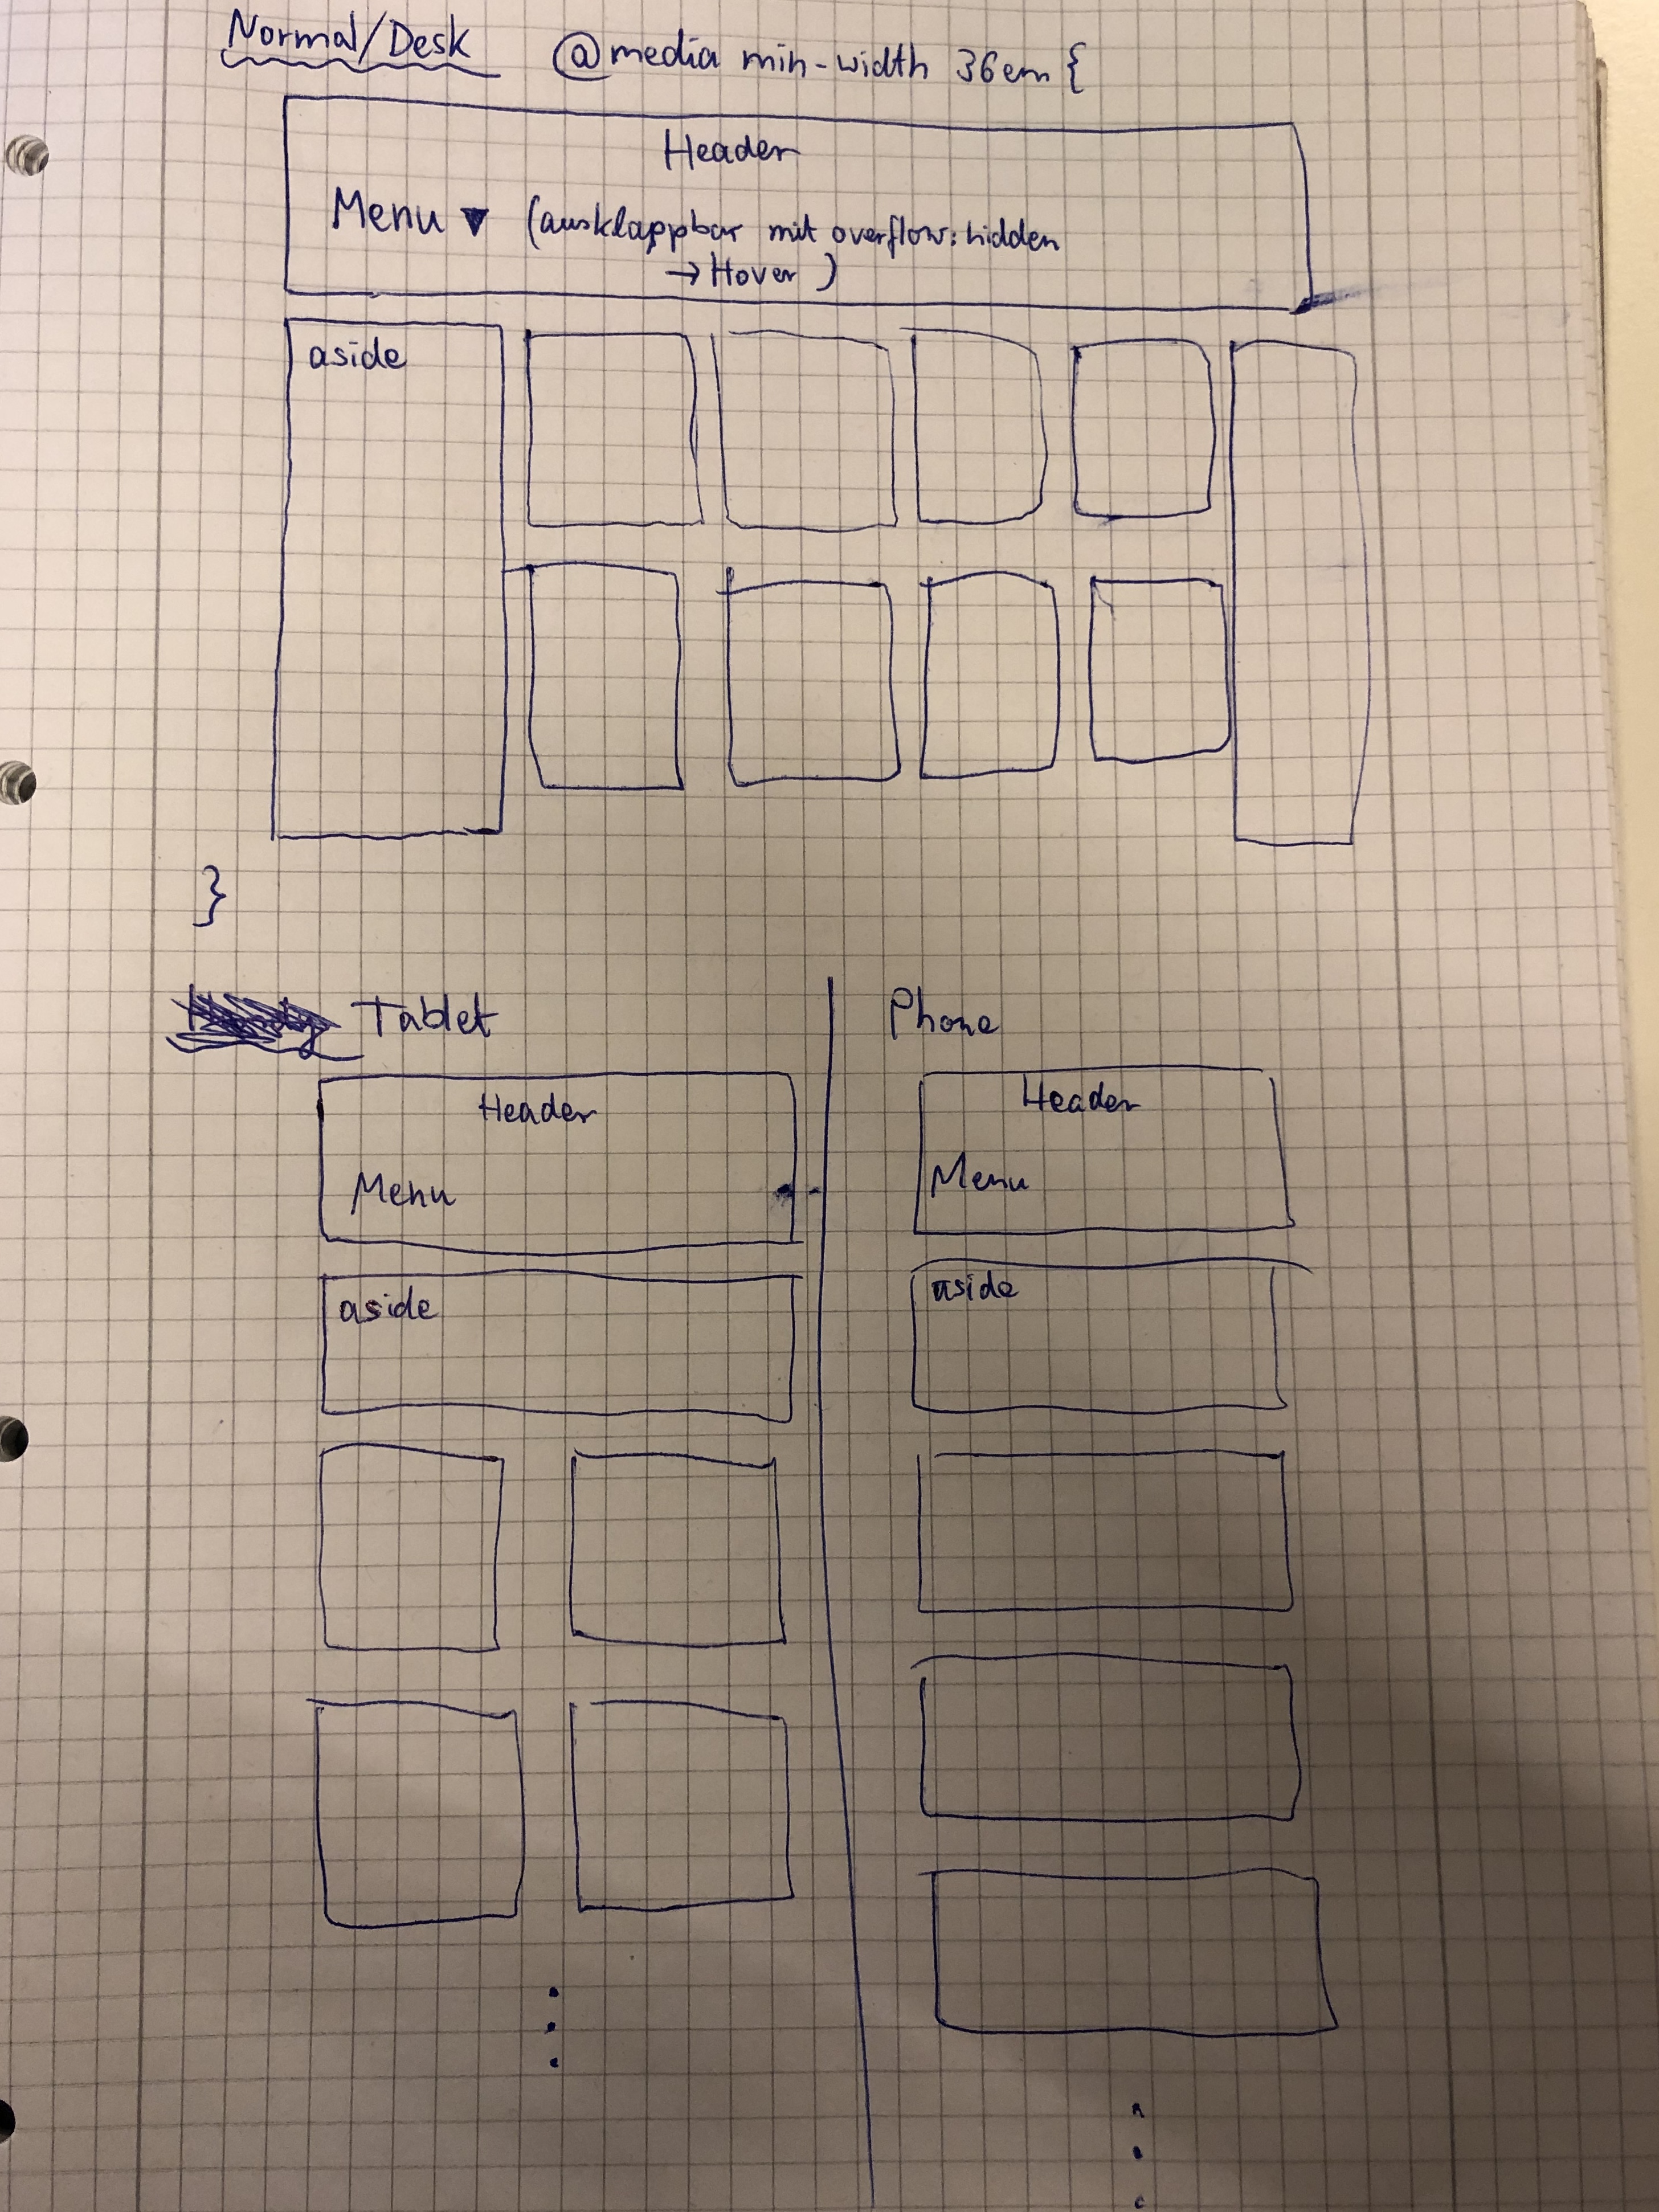 Normal/Desk @media min-width 36em {
Header
Menu ▼ (ausklappbar mit overflow: hidden
→ Hover )
aside
}
Tablet
Header
Menu
aside
Phone
Header
Menu
aside